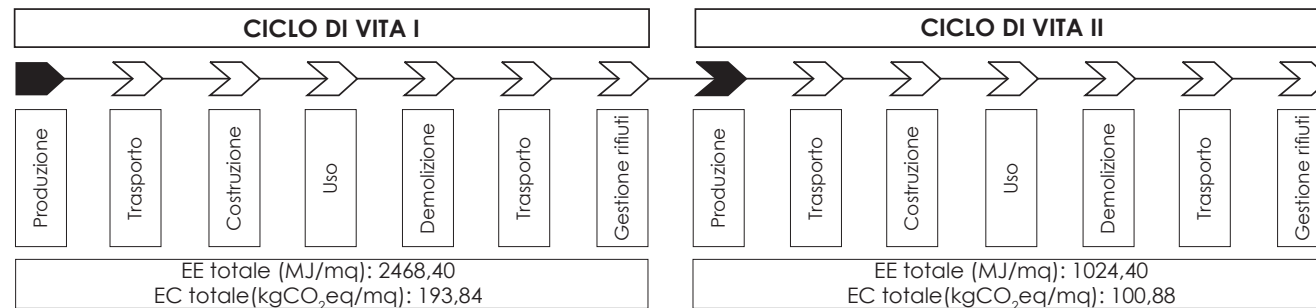 CICLO DI VITA I
CICLO DI VITA II
Produzione
Trasporto
Costruzione
Uso
Demolizione
Trasporto
Gestione rifiuti
Produzione
Trasporto
Costruzione
Uso
Demolizione
Trasporto
Gestione rifiuti
EE totale (MJ/mq): 2468,40
EC totale(kgCO₂eq/mq): 193,84
EE totale (MJ/mq): 1024,40
EC totale(kgCO₂eq/mq): 100,88